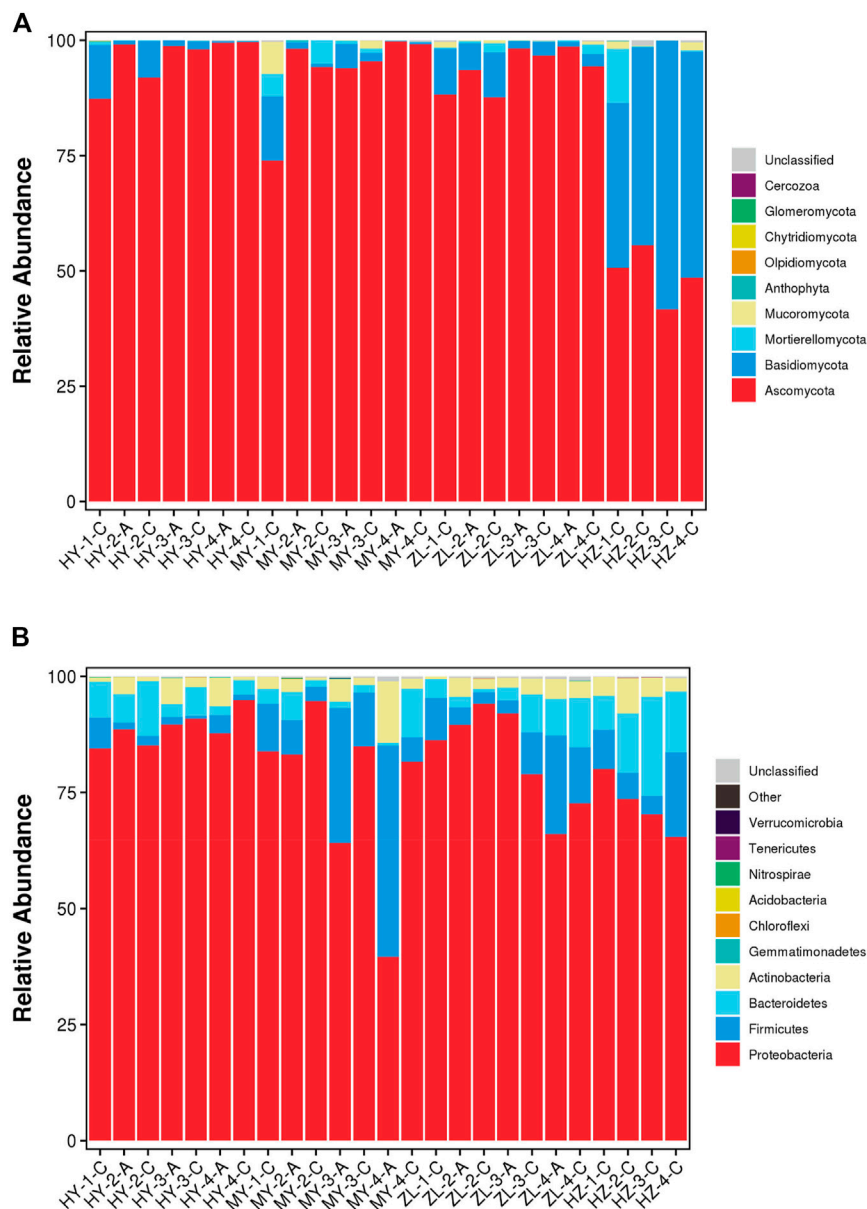 A
Relative Abundance
100
75
50
25
0
HY-1-C
HY-2-A
HY-2-C
HY-3-A
HY-3-C
HY-4-A
HY-4-C
MY-1-C
MY-2-A
MY-2-C
MY-3-A
MY-3-C
MY-4-A
MY-4-C
ZL-1-C
ZL-2-A
ZL-2-C
ZL-3-A
ZL-3-C
ZL-4-A
ZL-4-C
HZ-1-C
HZ-2-C
HZ-3-C
HZ-4-C
Unclassified
Cercozoa
Glomeromycota
Chytridiomycota
Olpidiomycota
Anthophyta
Mucoromycota
Mortierellomycota
Basidiomycota
Ascomycota
B
Relative Abundance
100
75
50
25
0
HY-1-C
HY-2-A
HY-2-C
HY-3-A
HY-3-C
HY-4-A
HY-4-C
MY-1-C
MY-2-A
MY-2-C
MY-3-A
MY-3-C
MY-4-A
MY-4-C
ZL-1-C
ZL-2-A
ZL-2-C
ZL-3-A
ZL-3-C
ZL-4-A
ZL-4-C
HZ-1-C
HZ-2-C
HZ-3-C
HZ-4-C
Unclassified
Other
Verrucomicrobia
Tenericutes
Nitrospirae
Acidobacteria
Chloroflexi
Gemmatimonadetes
Actinobacteria
Bacteroidetes
Firmicutes
Proteobacteria